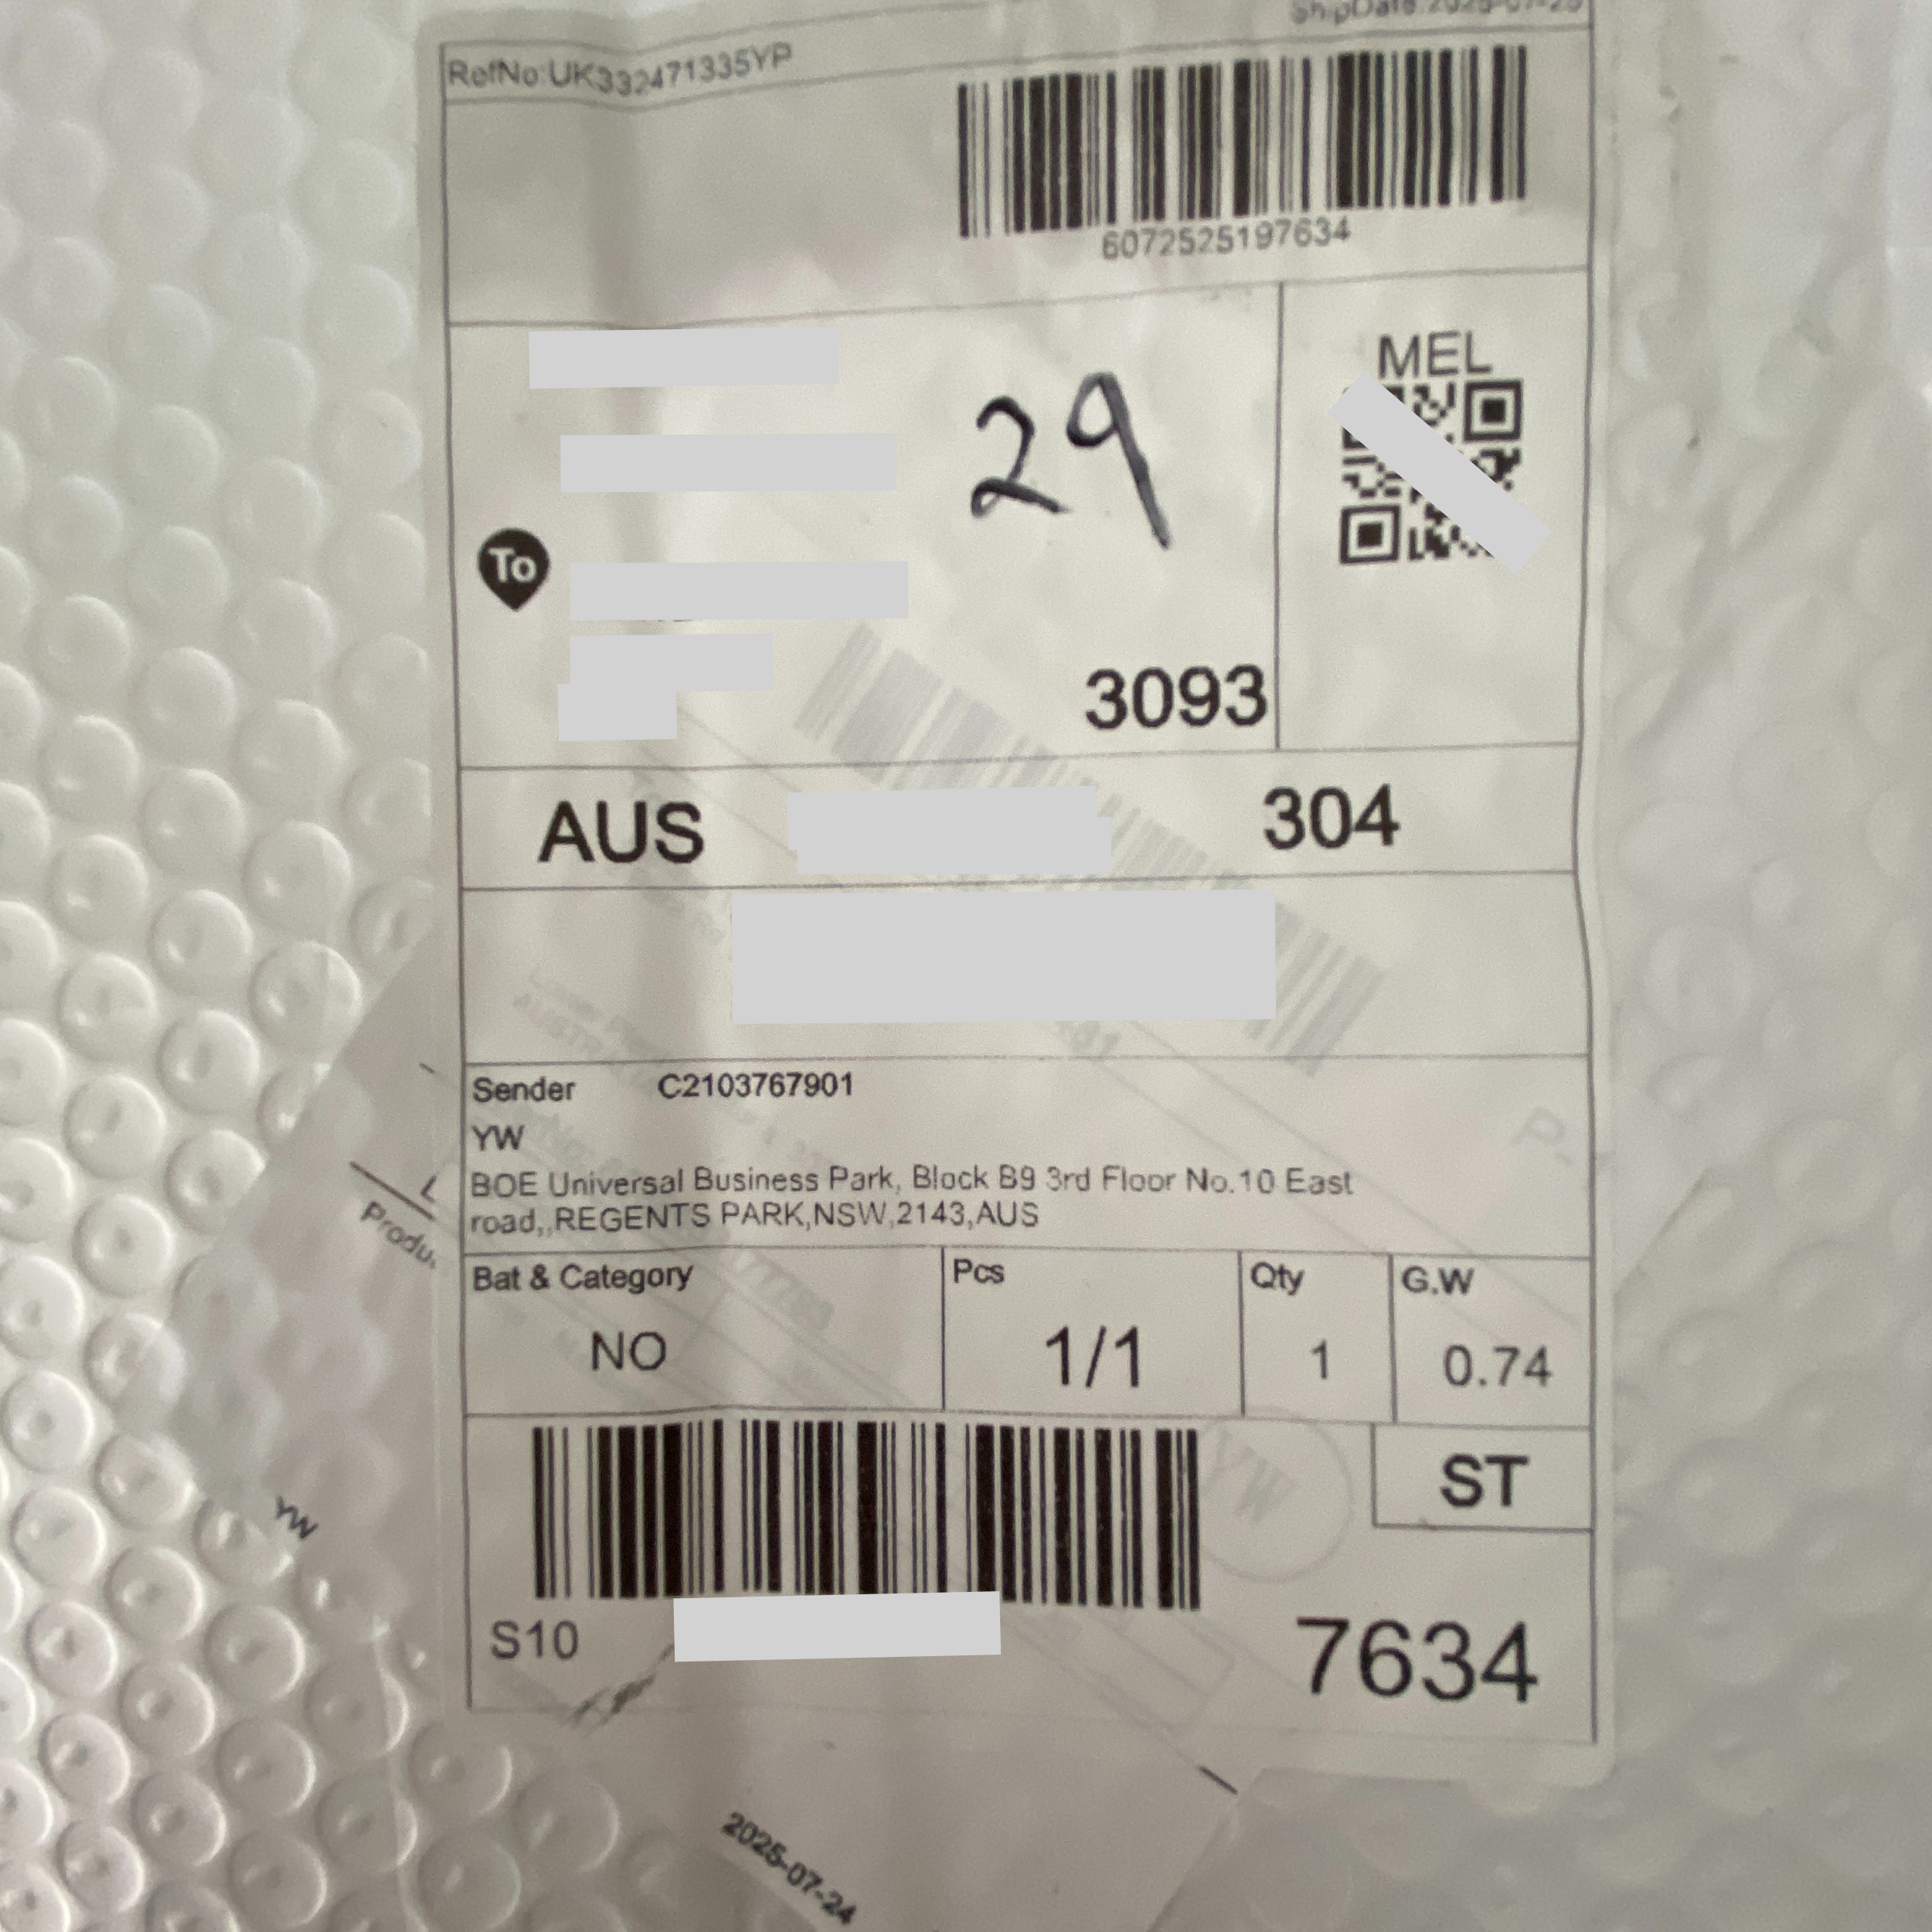 RefNo:UK332471335YP
6072525197634
MEL
29
To
3093
AUS 304
Sender C2103767901
YW
BOE Universal Business Park, Block B9 3rd Floor No.10 East
road,,REGENTS PARK,NSW,2143,AUS
Bat & Category Pcs Qty G.W
NO 1/1 1 0.74
ST
S10 7634
YW
2025-07-24